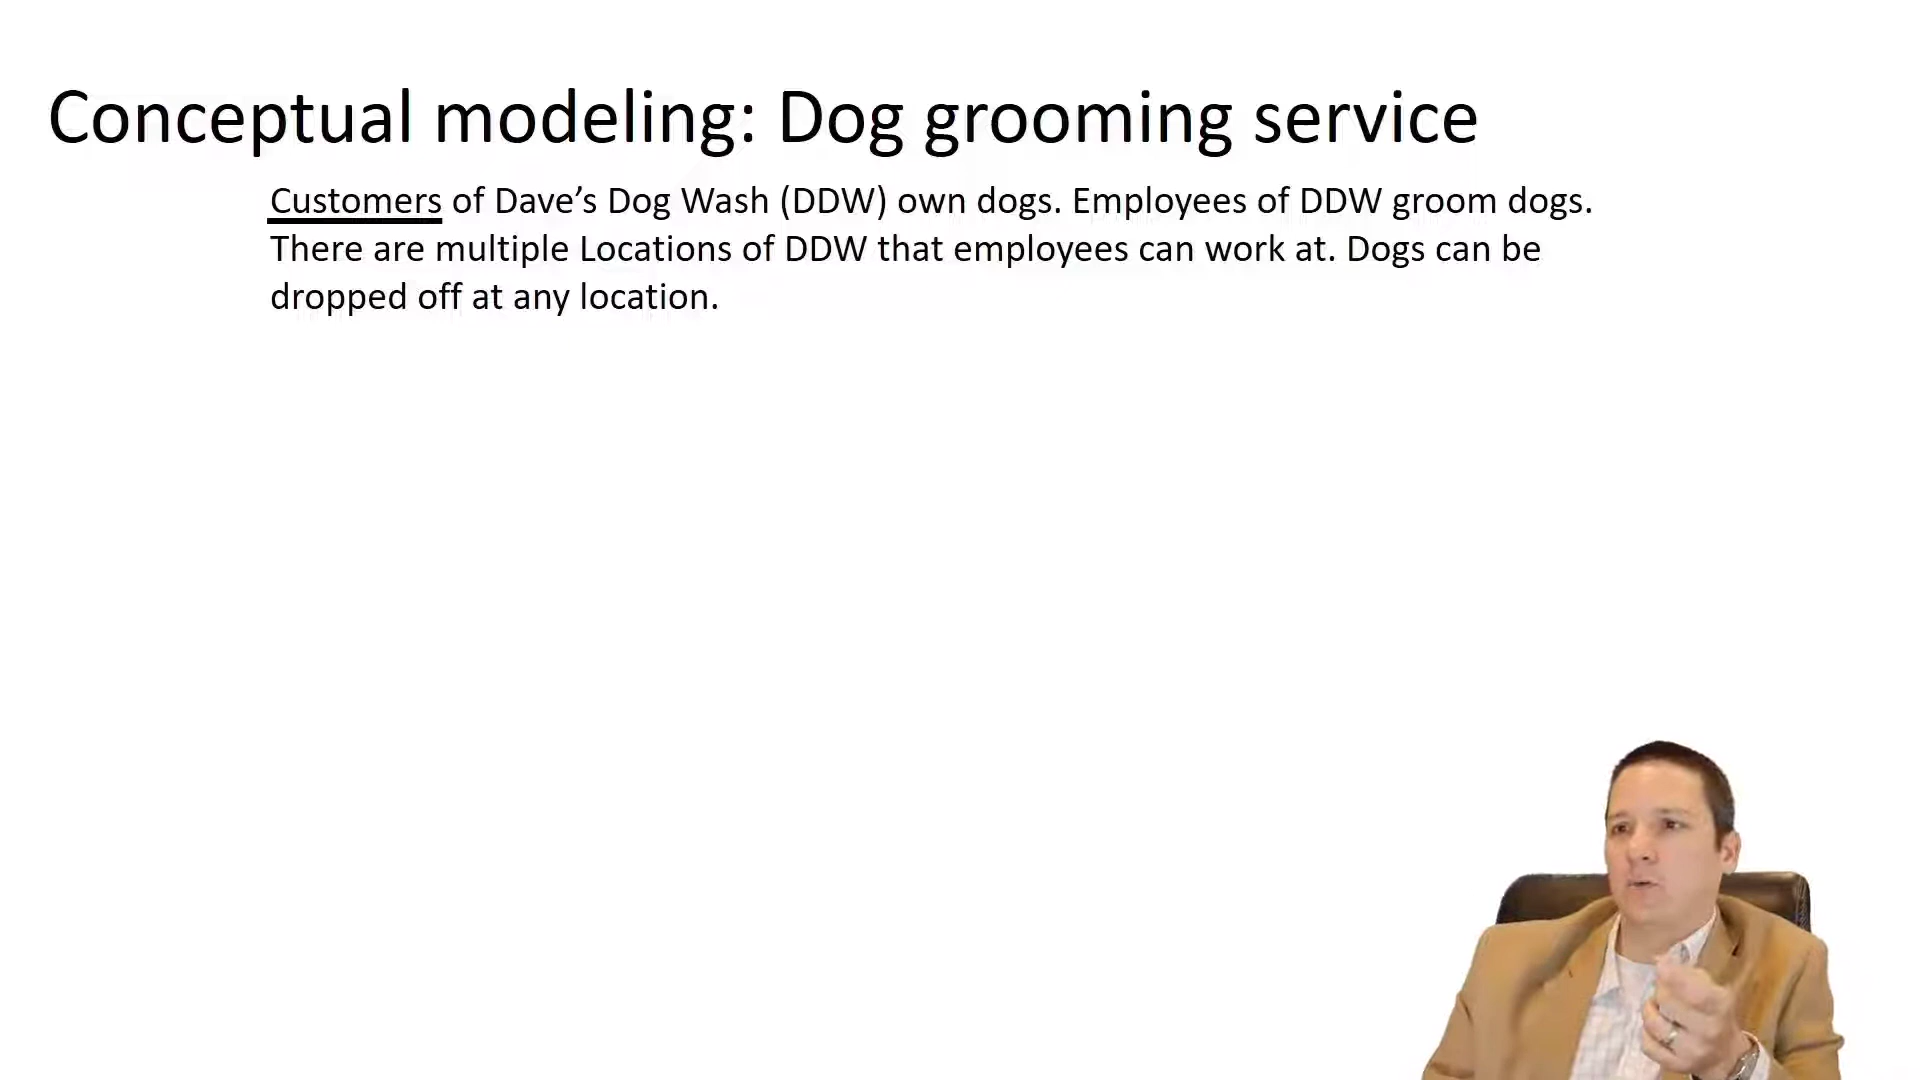 Conceptual modeling: Dog grooming service
Customers of Dave’s Dog Wash (DDW) own dogs. Employees of DDW groom dogs.
There are multiple Locations of DDW that employees can work at. Dogs can be
dropped off at any location.